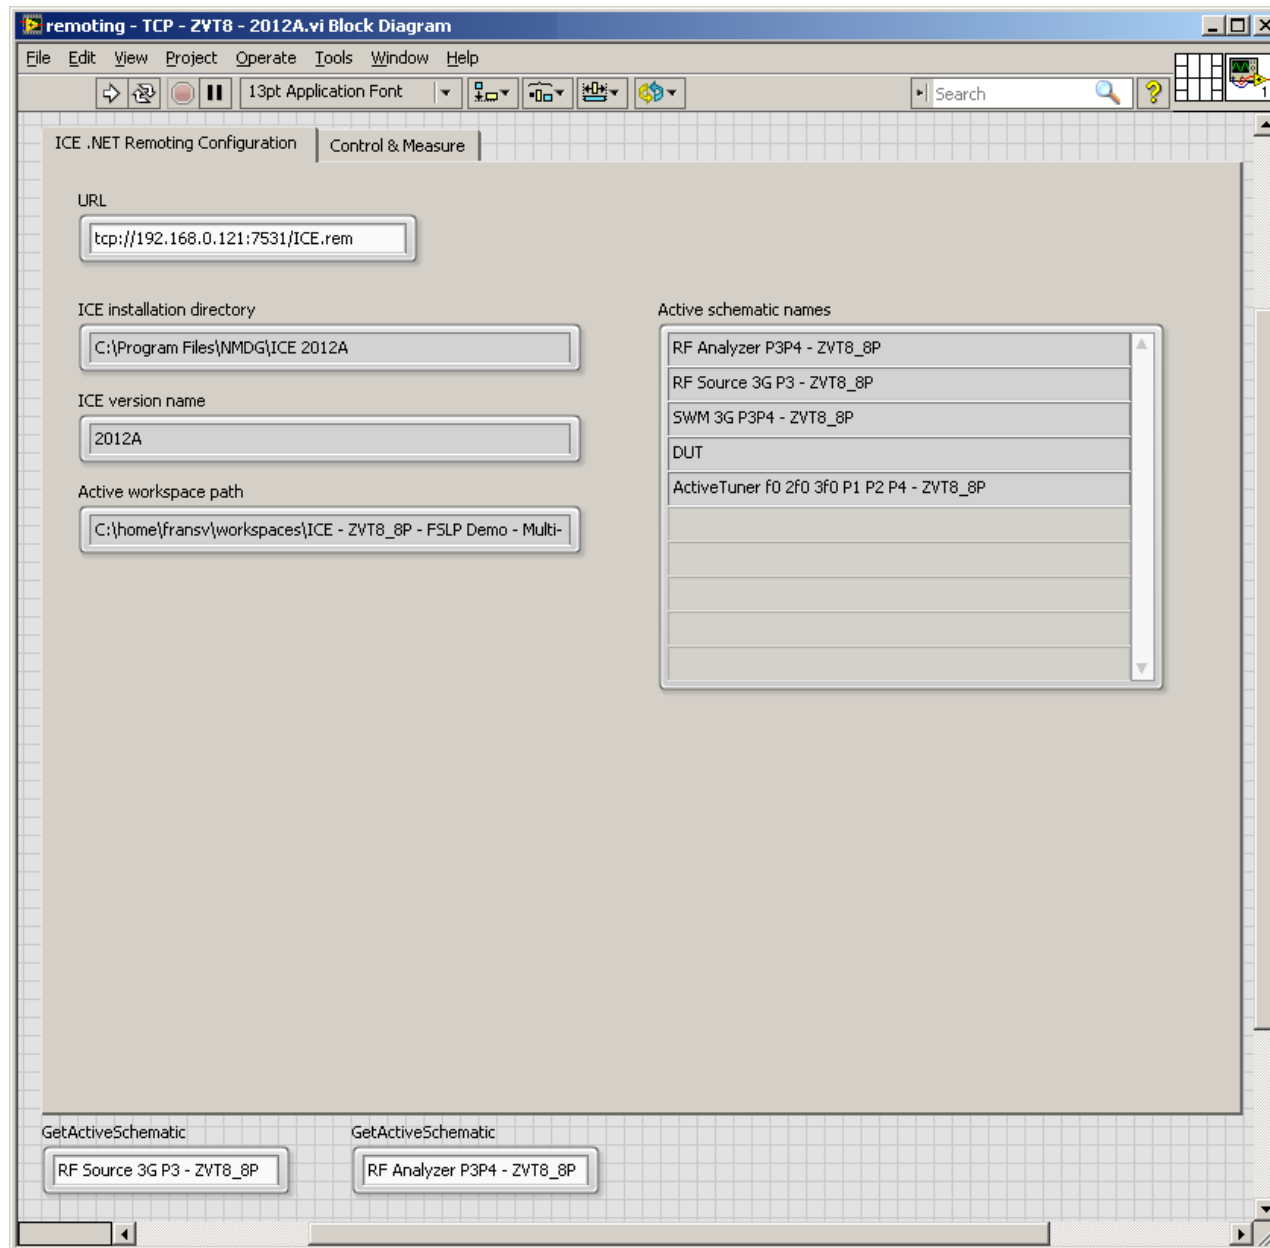 remoting - TCP - ZVT8 - 2012A.vi Block Diagram
File Edit View Project Operate Tools Window Help
13pt Application Font
Search
1
ICE .NET Remoting Configuration
Control & Measure
URL
tcp://192.168.0.121:7531/ICE.rem
ICE installation directory
C:\Program Files\NMDG\ICE 2012A
ICE version name
2012A
Active workspace path
C:\home\fransv\workspaces\ICE - ZVT8_8P - FSLP Demo - Multi-
Active schematic names
RF Analyzer P3P4 - ZVT8_8P
RF Source 3G P3 - ZVT8_8P
SWM 3G P3P4 - ZVT8_8P
DUT
ActiveTuner f0 2f0 3f0 P1 P2 P4 - ZVT8_8P
GetActiveSchematic
RF Source 3G P3 - ZVT8_8P
GetActiveSchematic
RF Analyzer P3P4 - ZVT8_8P